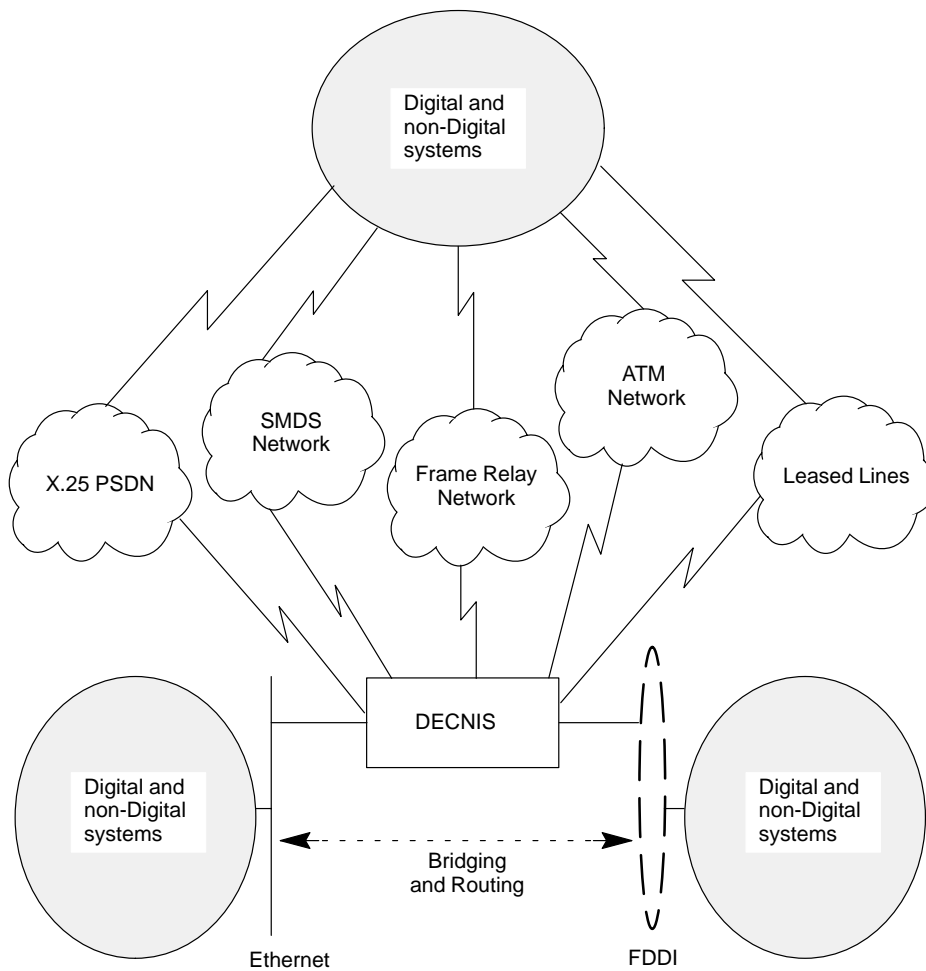 Digital and
non-Digital
systems
ATM
Network
SMDS
Network
X.25 PSDN
Frame Relay
Network
Leased Lines
DECNIS
Digital and
non-Digital
systems
Digital and
non-Digital
systems
Bridging
and Routing
Ethernet
FDDI